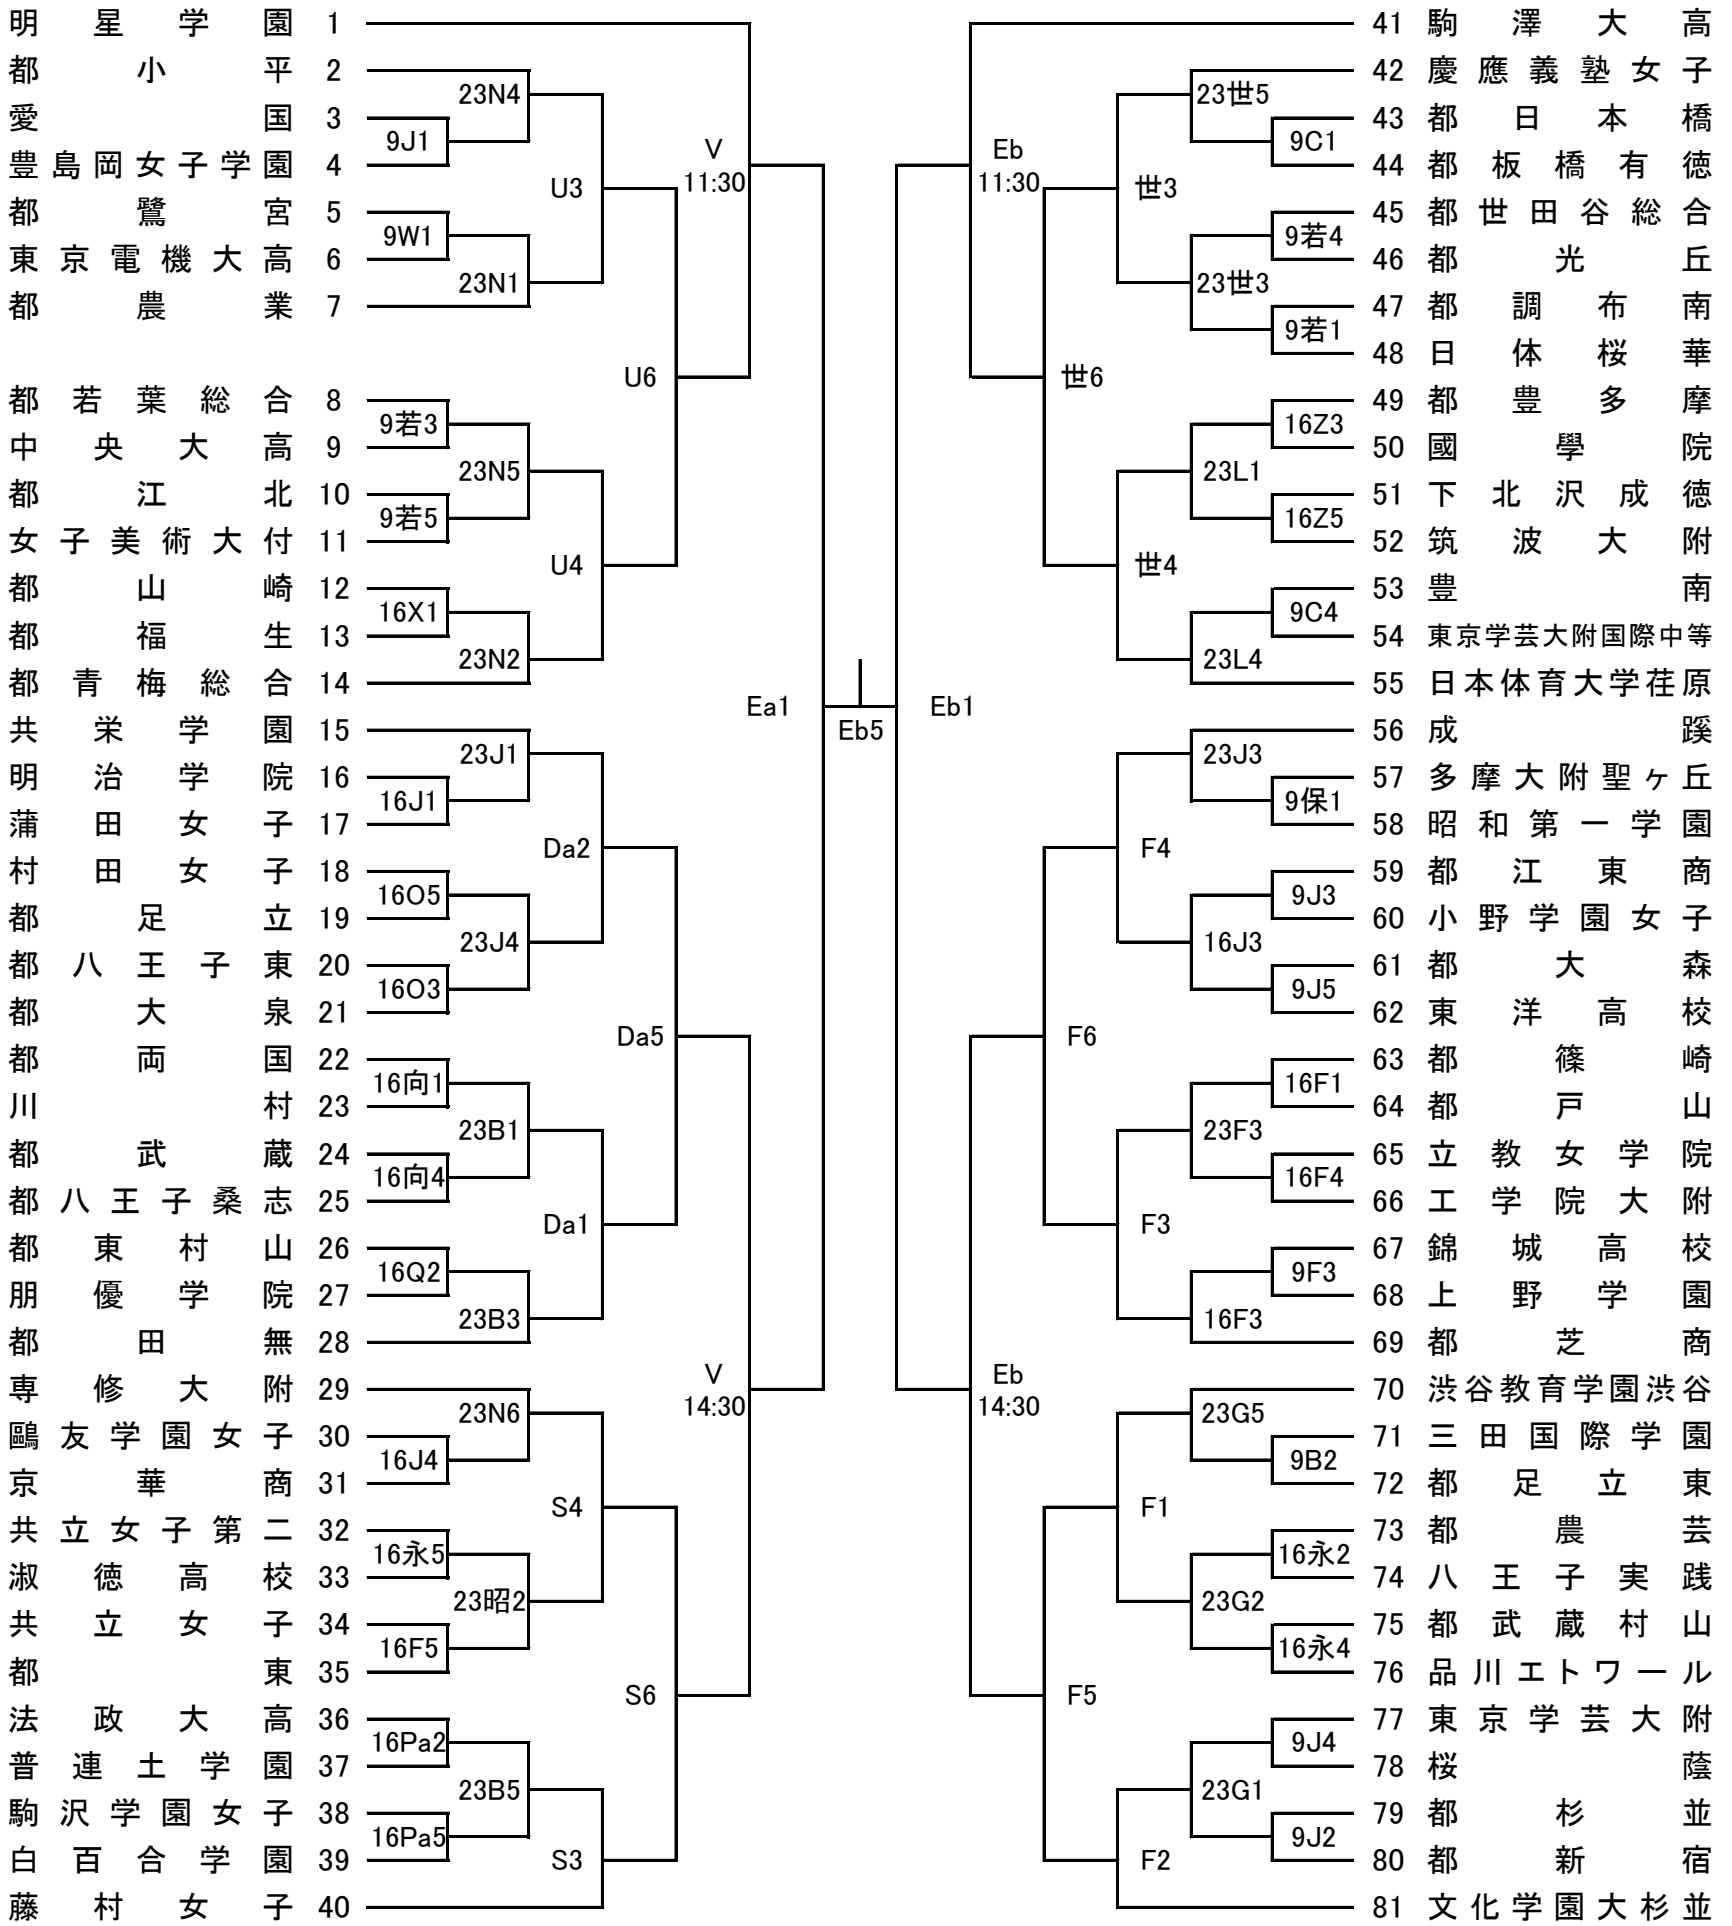 明星学園 1
都小平 2
23N4
愛国 3
9J1
豊島岡女子学園 4
U3
V
11:30
都鷺宮 5
9W1
東京電機大高 6
23N1
都農業 7
U6
都若葉総合 8
9若3
中央大高 9
23N5
都江北 10
9若5
女子美術大付 11
U4
都山崎 12
16X1
都福生 13
23N2
都青梅総合 14
Ea1
共栄学園 15
23J1
明治学院 16
16J1
蒲田女子 17
Da2
村田女子 18
16O5
都足立 19
23J4
都八王子東 20
16O3
都大泉 21
Da5
都両国 22
16向1
川村 23
23B1
都武蔵 24
16向4
都八王子桑志 25
Da1
都東村山 26
16Q2
朋優学院 27
23B3
都田無 28
V
14:30
専修大附 29
23N6
鷗友学園女子 30
16J4
京華商 31
S4
共立女子第二 32
16永5
淑徳高校 33
23昭2
共立女子 34
16F5
都東 35
S6
法政大高 36
16Pa2
普連土学園 37
23B5
駒沢学園女子 38
16Pa5
白百合学園 39
S3
藤村女子 40
Eb5
41 駒澤大高
42 慶應義塾女子
23世5
43 都日本橋
9C1
44 都板橋有徳
Eb
11:30
世3
45 都世田谷総合
9若4
46 都光丘
23世3
47 都調布南
9若1
48 日体桜華
世6
49 都豊多摩
16Z3
50 國學院
23L1
51 下北沢成徳
16Z5
52 筑波大附
世4
53 豊南
9C4
54 東京学芸大附国際中等
23L4
55 日本体育大学荏原
Eb1
56 成蹊
23J3
57 多摩大附聖ヶ丘
9保1
58 昭和第一学園
F4
59 都江東商
9J3
60 小野学園女子
16J3
61 都大森
9J5
62 東洋高校
F6
63 都篠崎
16F1
64 都戸山
23F3
65 立教女学院
16F4
66 工学院大附
F3
67 錦城高校
9F3
68 上野学園
16F3
69 都芝商
Eb
14:30
70 渋谷教育学園渋谷
23G5
71 三田国際学園
9B2
72 都足立東
F1
73 都農芸
16永2
74 八王子実践
23G2
75 都武蔵村山
16永4
76 品川エトワール
F5
77 東京学芸大附
9J4
78 桜蔭
23G1
79 都杉並
9J2
80 都新宿
F2
81 文化学園大杉並